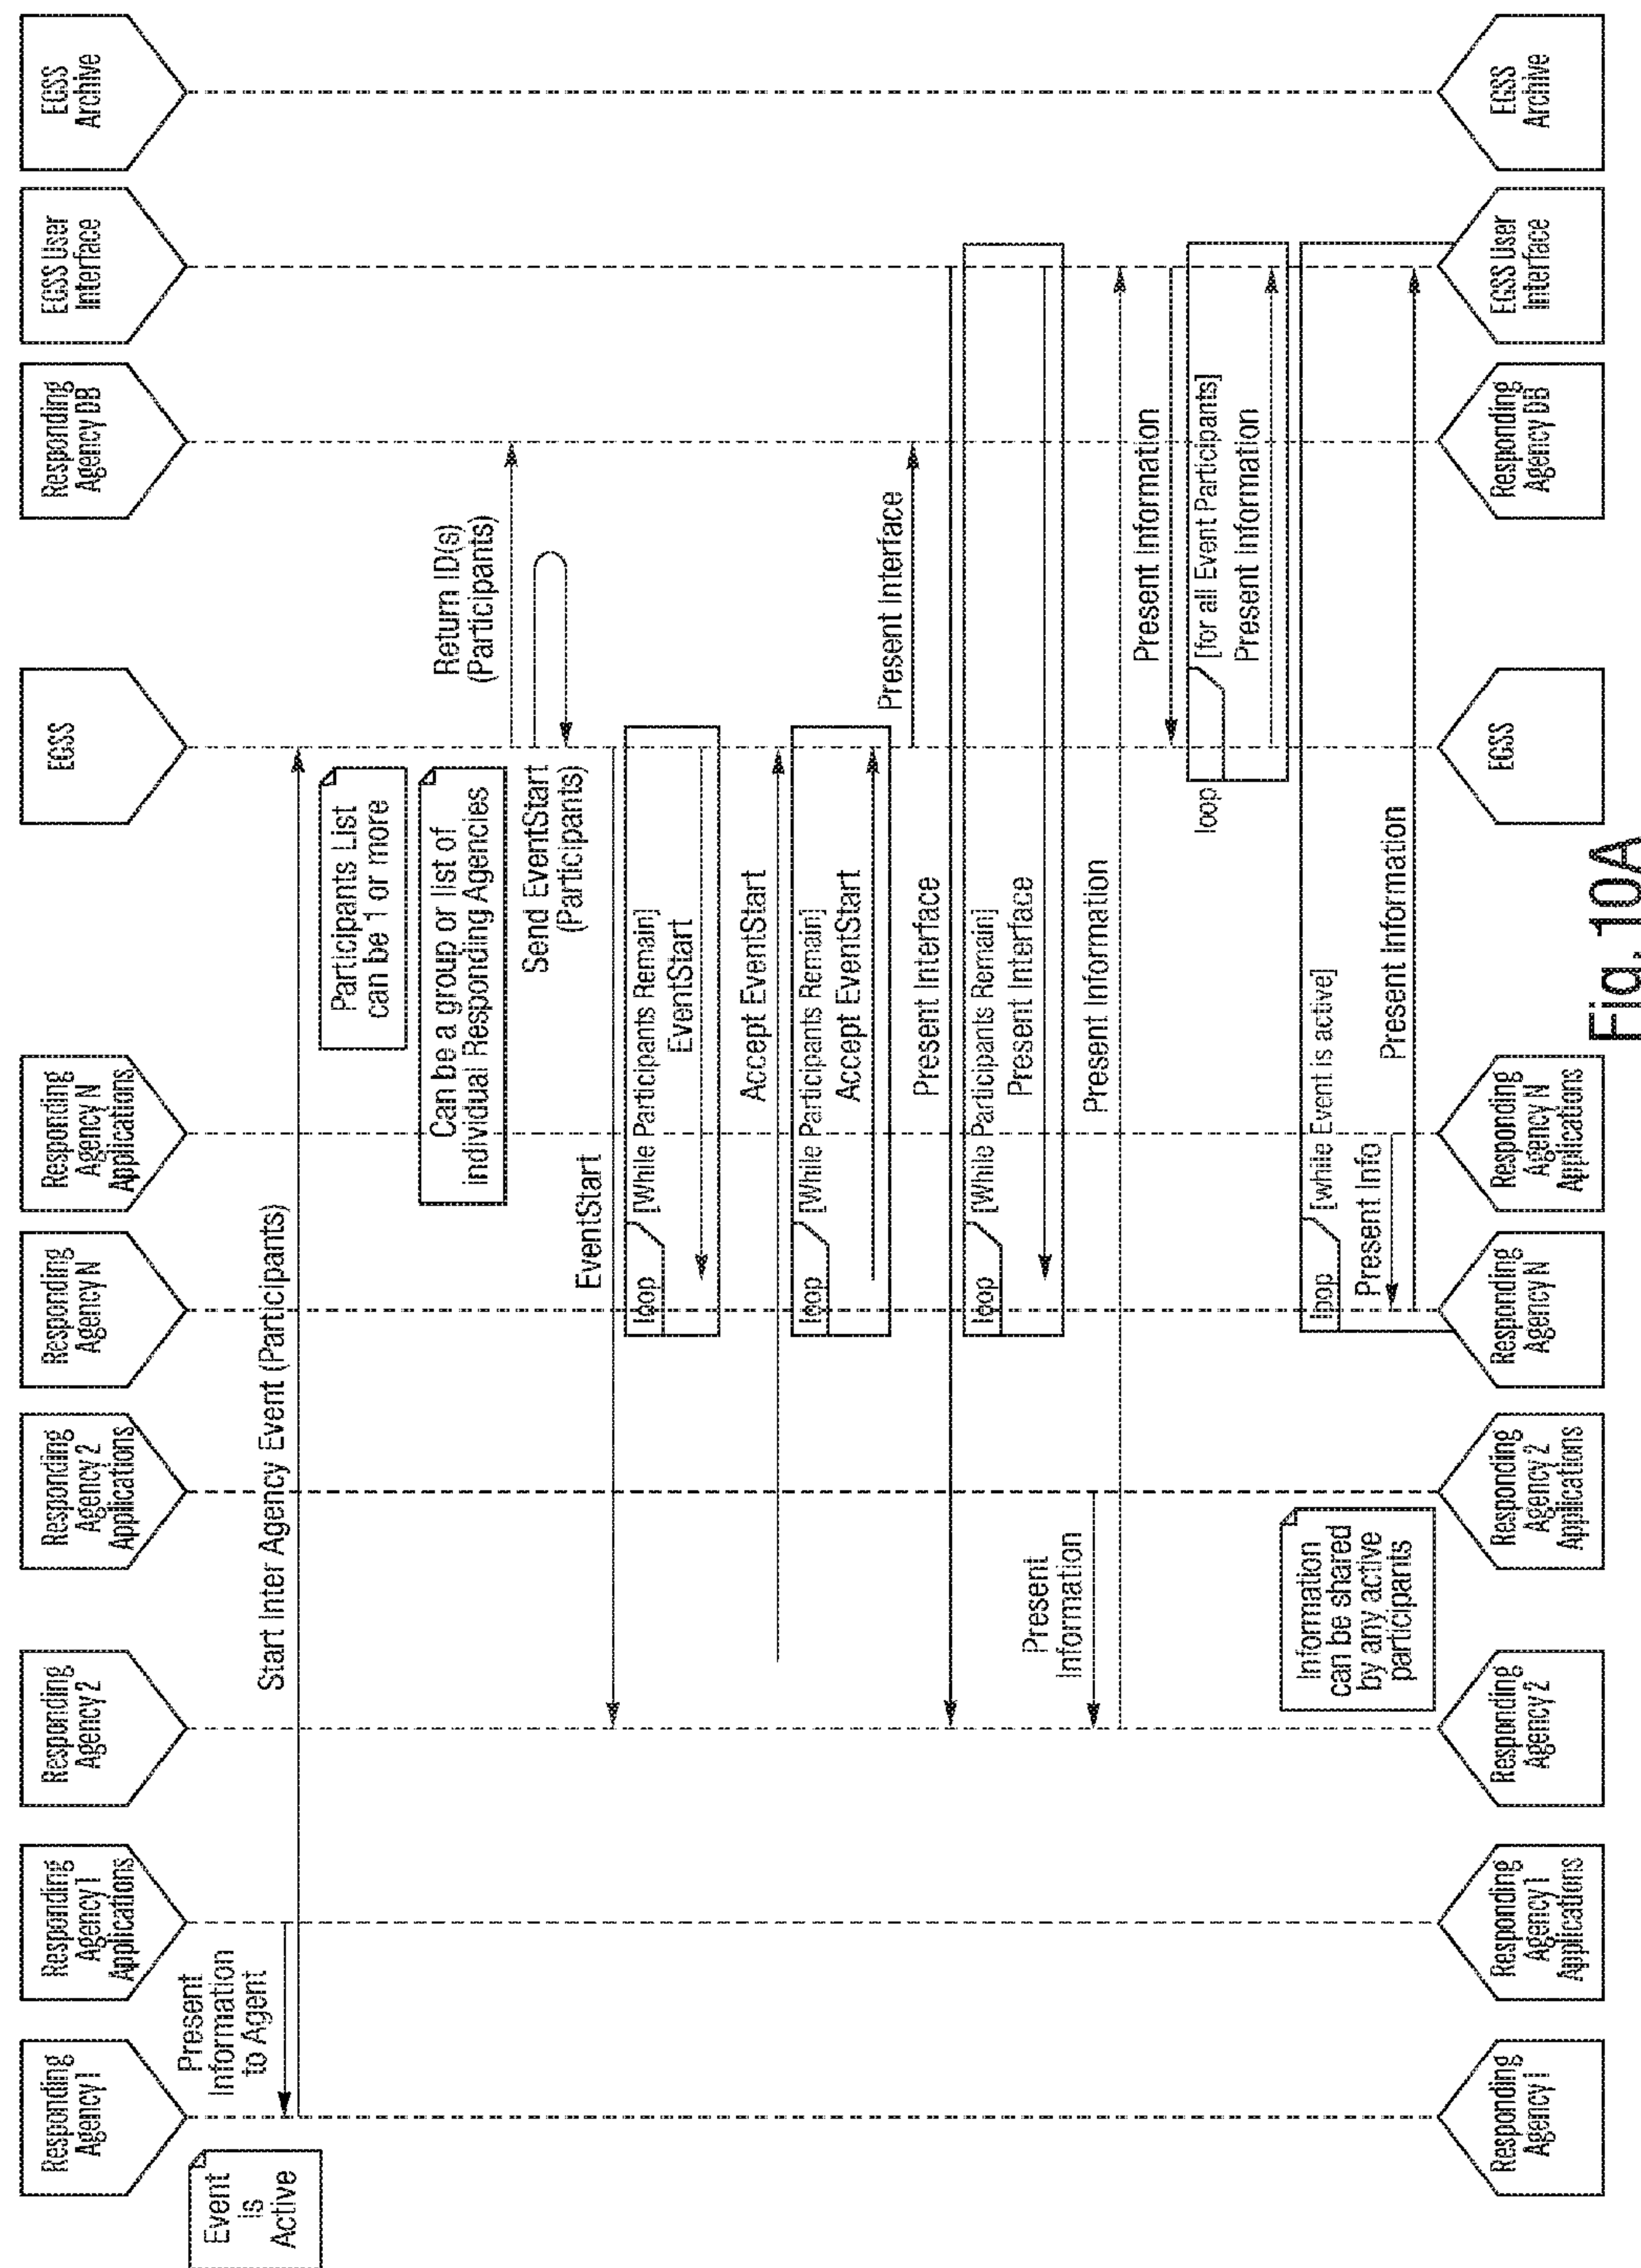 Responding
Agency 1
Responding
Agency 1
Applications
Responding
Agency 2
Responding
Agency 2
Applications
Responding
Agency N
Responding
Agency N
Applications
EGSS
Responding
Agency DB
EGSS User
Interface
EGSS
Archive
Event
is
Active
Present
Information
to Agent
Start Inter Agency Event (Participants)
Participants List
can be 1 or more
Can be a group or list of
individual Responding Agencies
Return ID(s)
(Participants)
Send EventStart
(Participants)
EventStart
loop
[While Participants Remain]
EventStart
Accept EventStart
loop
[While Participants Remain]
Accept EventStart
Present Interface
Present Interface
loop
[While Participants Remain]
Present Interface
Present
Information
Present Information
Present Information
loop
[for all Event Participants]
Present Information
Information
can be shared
by any active
participants
loop
[while Event is active]
Present Info
Present Information
Responding
Agency 1
Responding
Agency 1
Applications
Responding
Agency 2
Responding
Agency 2
Applications
Responding
Agency N
Responding
Agency N
Applications
EGSS
Responding
Agency DB
EGSS User
Interface
EGSS
Archive
Fig. 10A